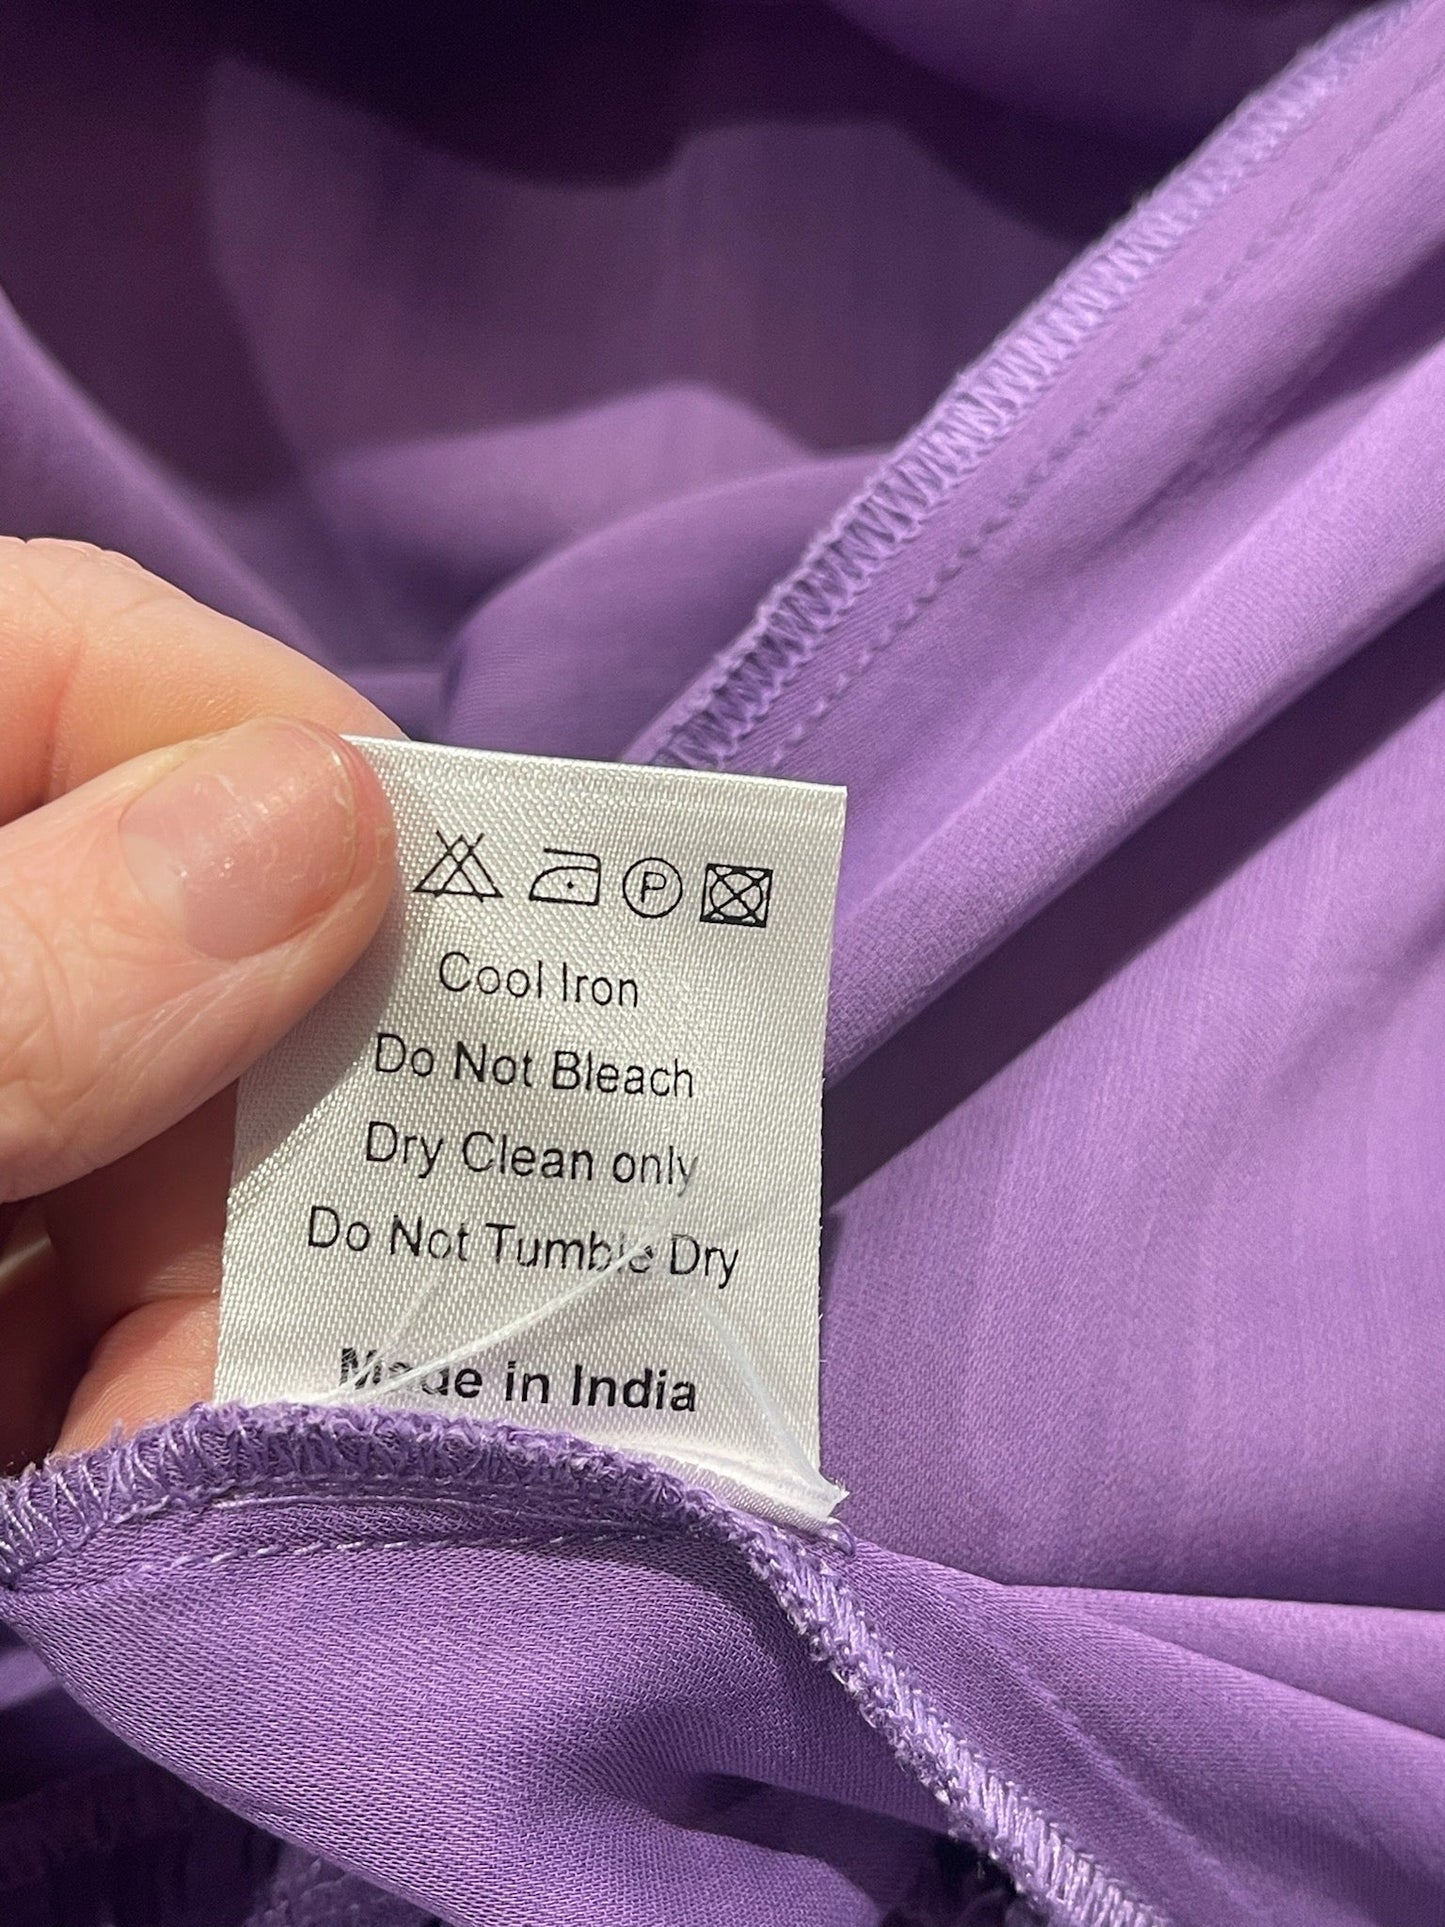 P
Cool Iron
Do Not Bleach
Dry Clean only
Do Not Tumble Dry
Made in India